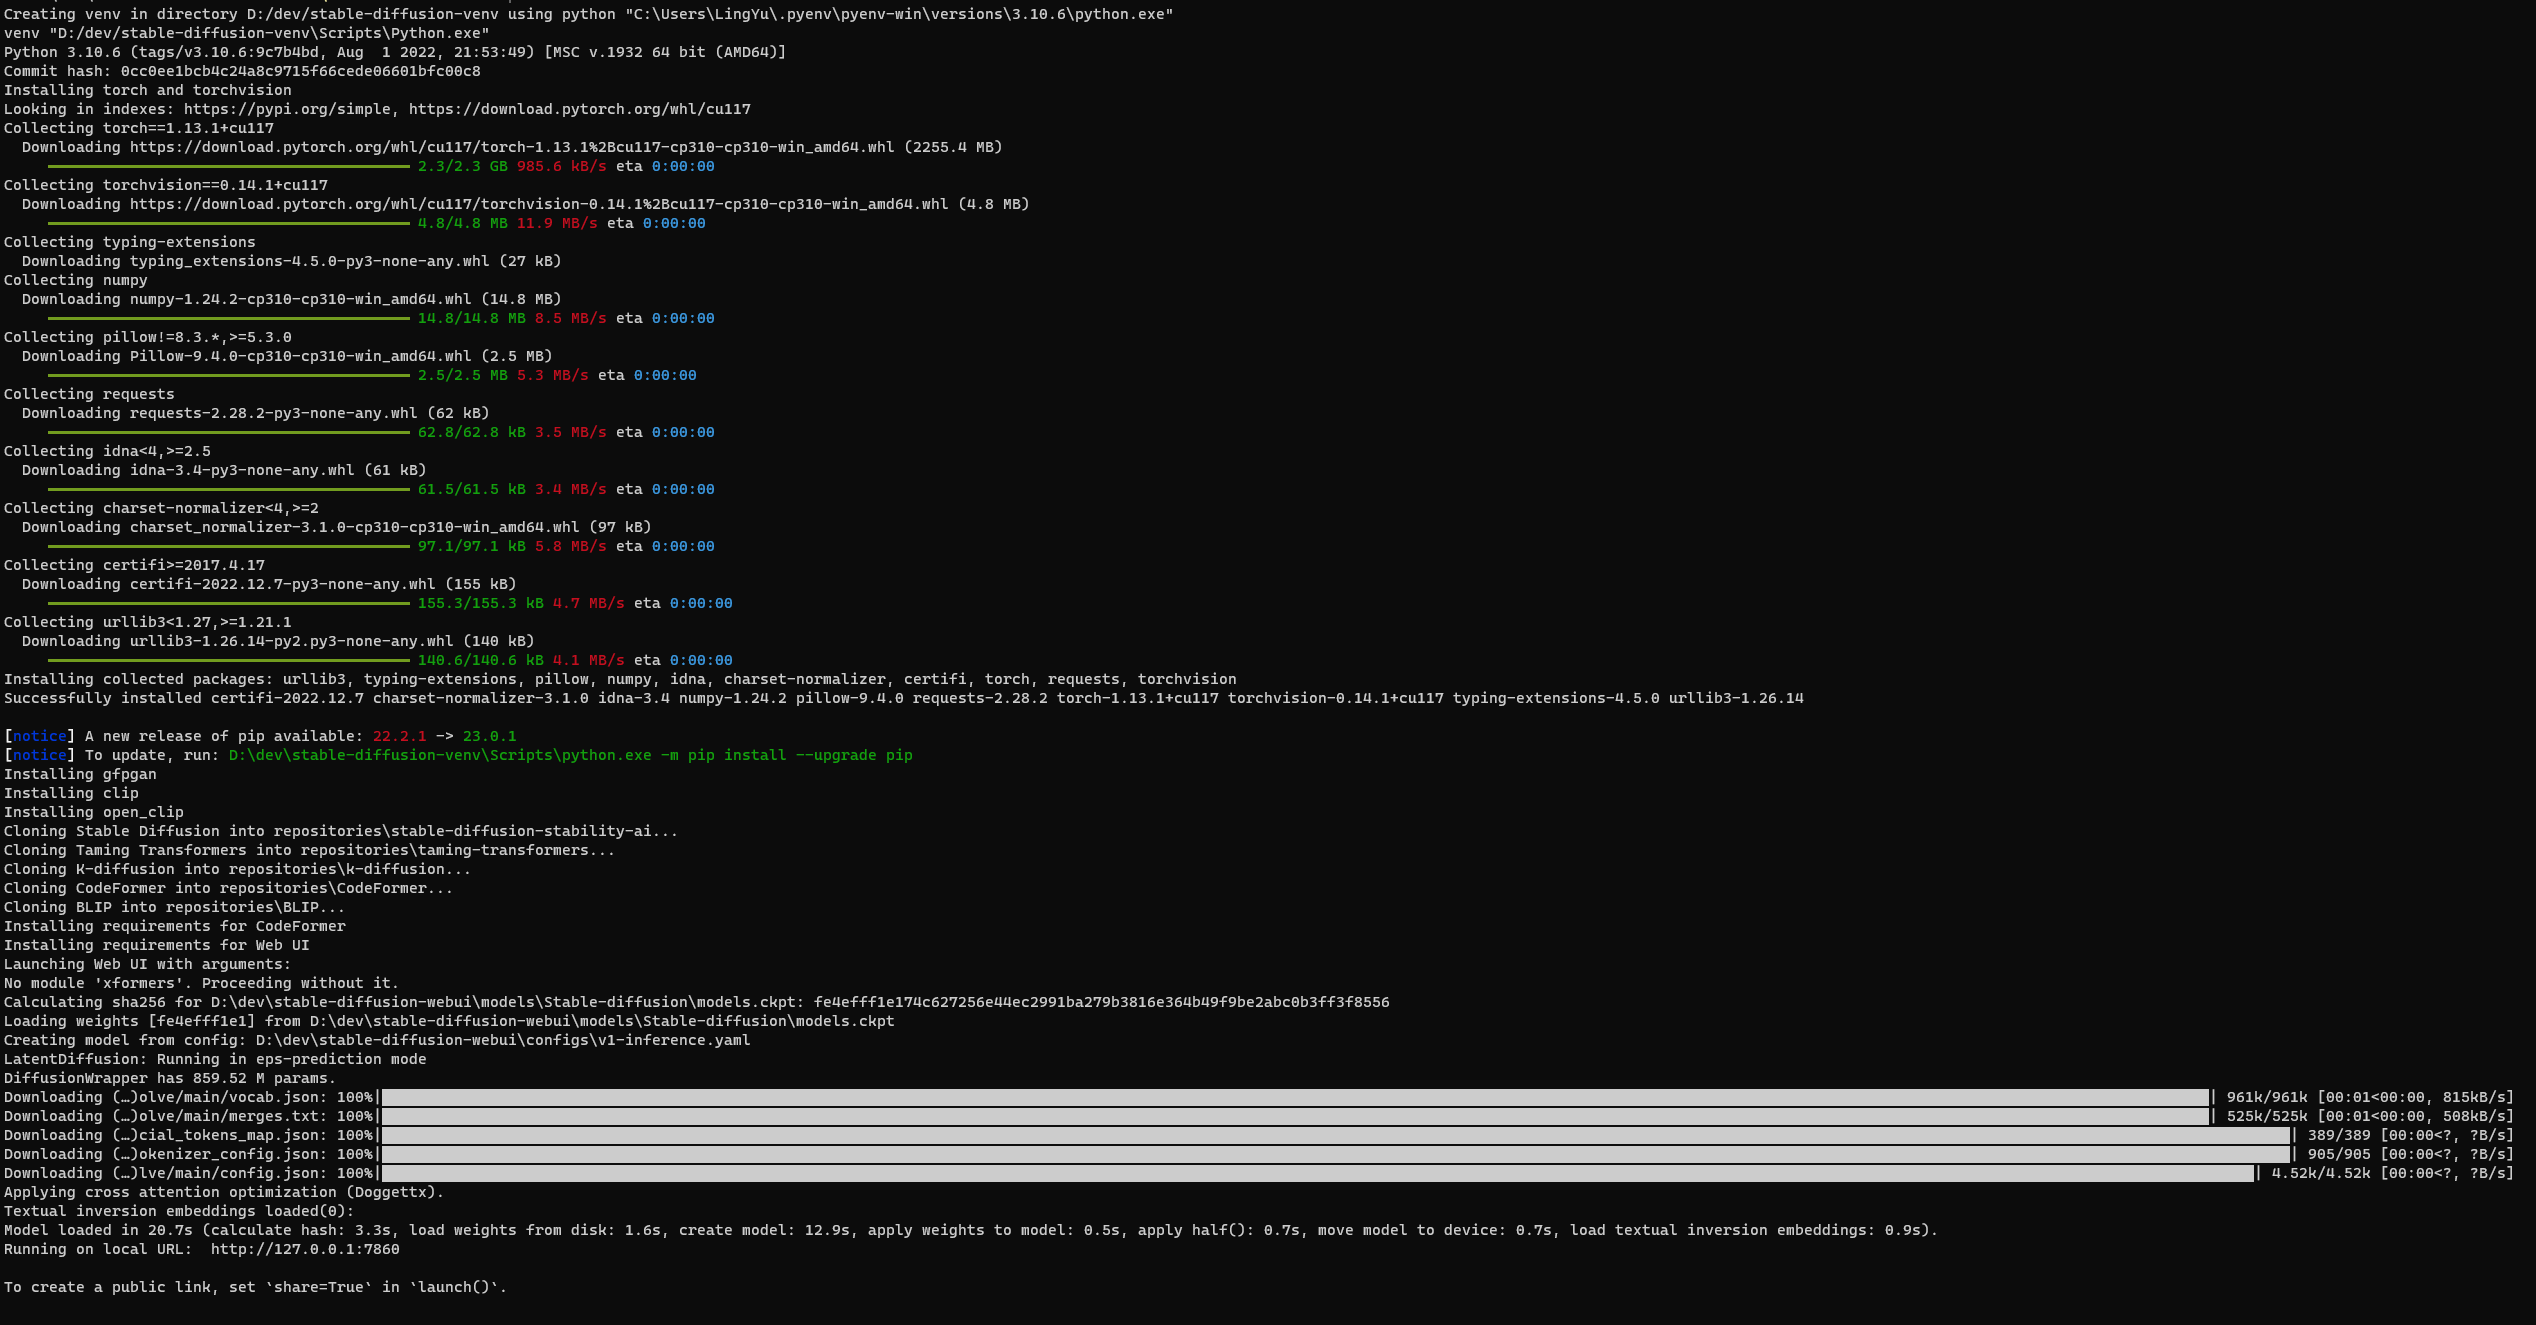 Creating venv in directory D:/dev/stable-diffusion-venv using python "C:\Users\LingYu\.pyenv\pyenv-win\versions\3.10.6\python.exe"
venv "D:/dev/stable-diffusion-venv\Scripts\Python.exe"
Python 3.10.6 (tags/v3.10.6:9c7b4bd, Aug  1 2022, 21:53:49) [MSC v.1932 64 bit (AMD64)]
Commit hash: 0cc0ee1bcb4c24a8c9715f66cede06601bfc00c8
Installing torch and torchvision
Looking in indexes: https://pypi.org/simple, https://download.pytorch.org/whl/cu117
Collecting torch==1.13.1+cu117
  Downloading https://download.pytorch.org/whl/cu117/torch-1.13.1%2Bcu117-cp310-cp310-win_amd64.whl (2255.4 MB)
2.3/2.3 GB 985.6 kB/s eta 0:00:00
Collecting torchvision==0.14.1+cu117
  Downloading https://download.pytorch.org/whl/cu117/torchvision-0.14.1%2Bcu117-cp310-cp310-win_amd64.whl (4.8 MB)
4.8/4.8 MB 11.9 MB/s eta 0:00:00
Collecting typing-extensions
  Downloading typing_extensions-4.5.0-py3-none-any.whl (27 kB)
Collecting numpy
  Downloading numpy-1.24.2-cp310-cp310-win_amd64.whl (14.8 MB)
14.8/14.8 MB 8.5 MB/s eta 0:00:00
Collecting pillow!=8.3.*,>=5.3.0
  Downloading Pillow-9.4.0-cp310-cp310-win_amd64.whl (2.5 MB)
2.5/2.5 MB 5.3 MB/s eta 0:00:00
Collecting requests
  Downloading requests-2.28.2-py3-none-any.whl (62 kB)
62.8/62.8 kB 3.5 MB/s eta 0:00:00
Collecting idna<4,>=2.5
  Downloading idna-3.4-py3-none-any.whl (61 kB)
61.5/61.5 kB 3.4 MB/s eta 0:00:00
Collecting charset-normalizer<4,>=2
  Downloading charset_normalizer-3.1.0-cp310-cp310-win_amd64.whl (97 kB)
97.1/97.1 kB 5.8 MB/s eta 0:00:00
Collecting certifi>=2017.4.17
  Downloading certifi-2022.12.7-py3-none-any.whl (155 kB)
155.3/155.3 kB 4.7 MB/s eta 0:00:00
Collecting urllib3<1.27,>=1.21.1
  Downloading urllib3-1.26.14-py2.py3-none-any.whl (140 kB)
140.6/140.6 kB 4.1 MB/s eta 0:00:00
Installing collected packages: urllib3, typing-extensions, pillow, numpy, idna, charset-normalizer, certifi, torch, requests, torchvision
Successfully installed certifi-2022.12.7 charset-normalizer-3.1.0 idna-3.4 numpy-1.24.2 pillow-9.4.0 requests-2.28.2 torch-1.13.1+cu117 torchvision-0.14.1+cu117 typing-extensions-4.5.0 urllib3-1.26.14
[notice] A new release of pip available: 22.2.1 -> 23.0.1
[notice] To update, run: D:\dev\stable-diffusion-venv\Scripts\python.exe -m pip install --upgrade pip
Installing gfpgan
Installing clip
Installing open_clip
Cloning Stable Diffusion into repositories\stable-diffusion-stability-ai...
Cloning Taming Transformers into repositories\taming-transformers...
Cloning K-diffusion into repositories\k-diffusion...
Cloning CodeFormer into repositories\CodeFormer...
Cloning BLIP into repositories\BLIP...
Installing requirements for CodeFormer
Installing requirements for Web UI
Launching Web UI with arguments:
No module 'xformers'. Proceeding without it.
Calculating sha256 for D:\dev\stable-diffusion-webui\models\Stable-diffusion\models.ckpt: fe4efff1e174c627256e44ec2991ba279b3816e364b49f9be2abc0b3ff3f8556
Loading weights [fe4efff1e1] from D:\dev\stable-diffusion-webui\models\Stable-diffusion\models.ckpt
Creating model from config: D:\dev\stable-diffusion-webui\configs\v1-inference.yaml
LatentDiffusion: Running in eps-prediction mode
DiffusionWrapper has 859.52 M params.
Downloading (…)olve/main/vocab.json: 100%| | 961k/961k [00:01<00:00, 815kB/s]
Downloading (…)olve/main/merges.txt: 100%| | 525k/525k [00:01<00:00, 508kB/s]
Downloading (…)cial_tokens_map.json: 100%| | 389/389 [00:00<?, ?B/s]
Downloading (…)okenizer_config.json: 100%| | 905/905 [00:00<?, ?B/s]
Downloading (…)lve/main/config.json: 100%| | 4.52k/4.52k [00:00<?, ?B/s]
Applying cross attention optimization (Doggettx).
Textual inversion embeddings loaded(0):
Model loaded in 20.7s (calculate hash: 3.3s, load weights from disk: 1.6s, create model: 12.9s, apply weights to model: 0.5s, apply half(): 0.7s, move model to device: 0.7s, load textual inversion embeddings: 0.9s).
Running on local URL:  http://127.0.0.1:7860
To create a public link, set `share=True` in `launch()`.